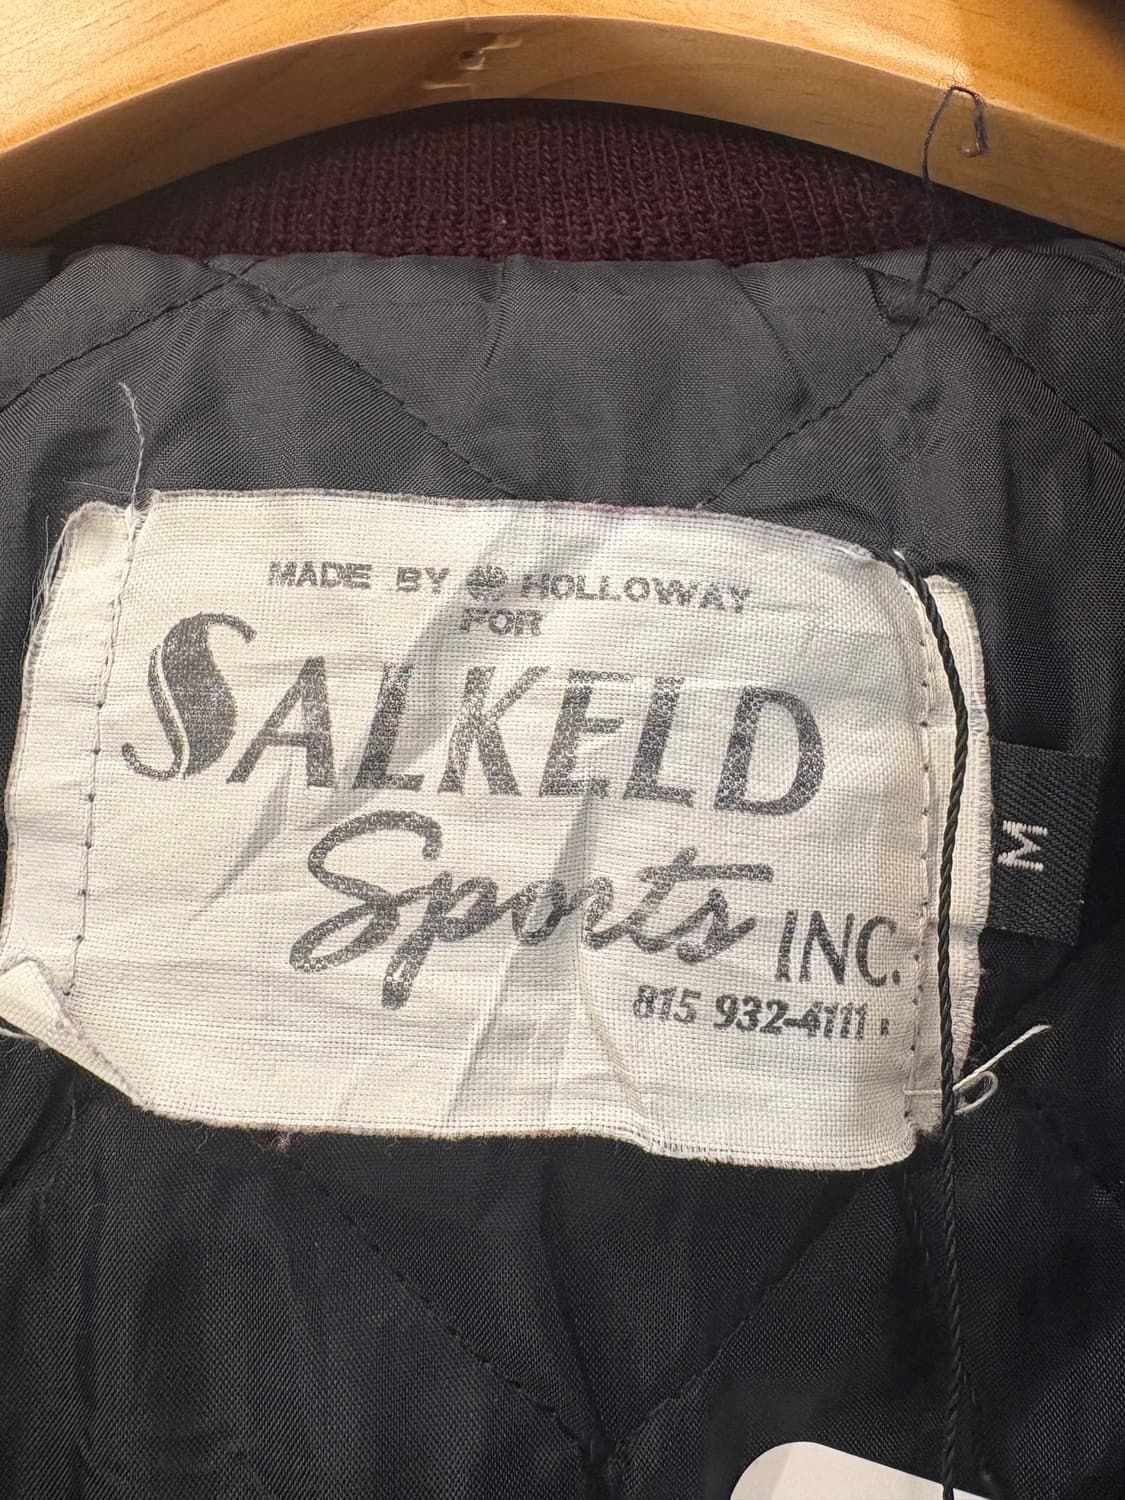 MADE BY HOLLOWAY
FOR
SALKELD
Sports INC.
815 932-4111
M